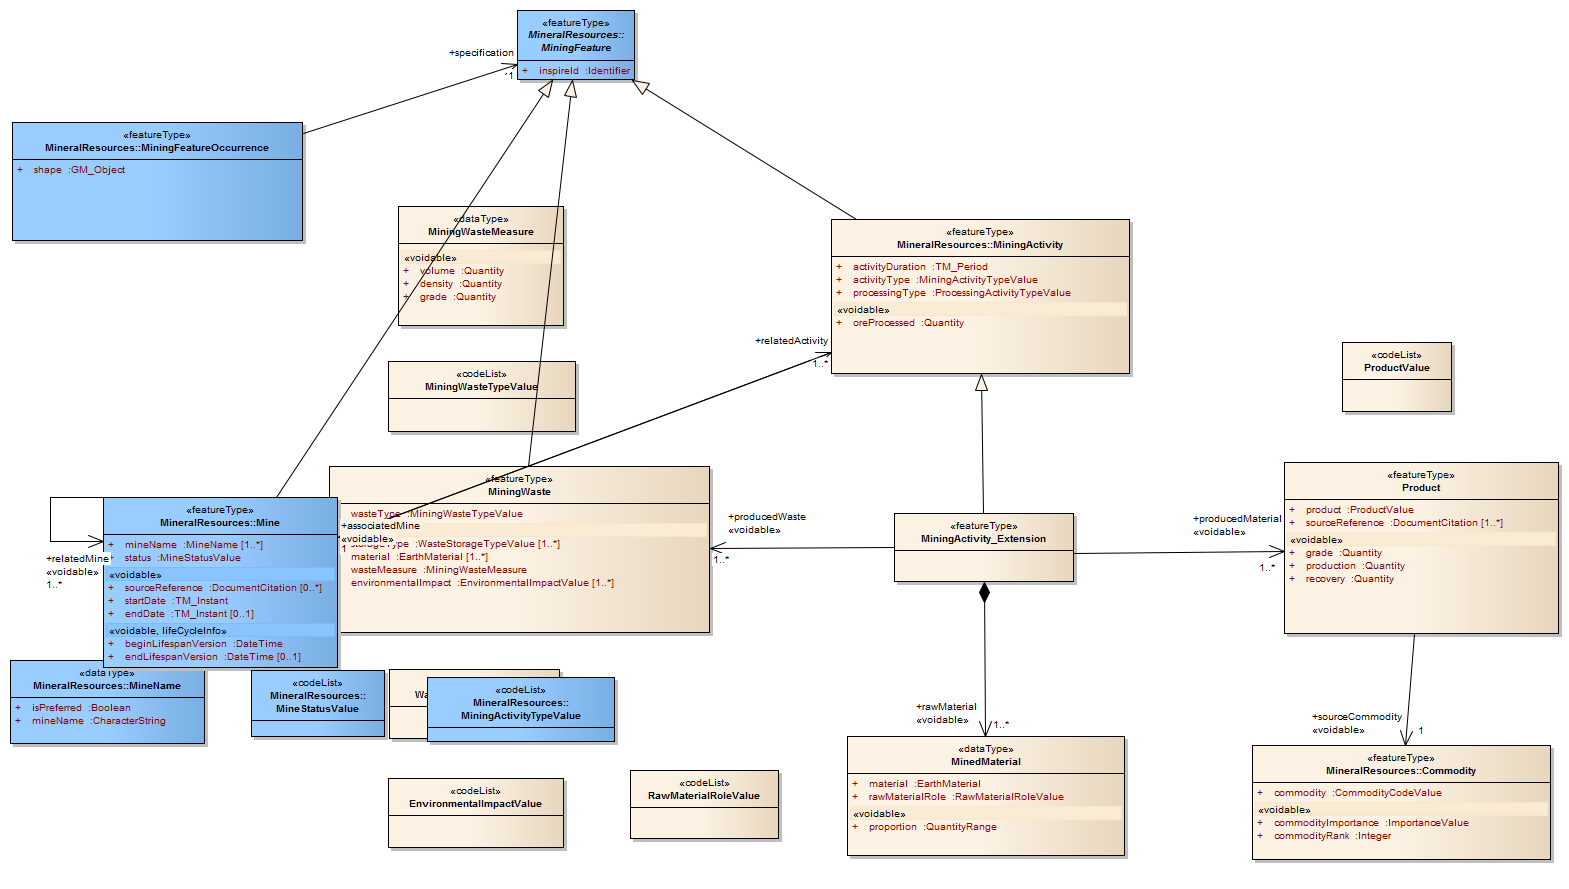 «featureType»
MineralResources::
MiningFeature
+ inspireId :Identifier
+specification
1
«featureType»
MineralResources::MiningFeatureOccurrence
+ shape :GM_Object
«dataType»
MiningWasteMeasure
«voidable»
+ volume :Quantity
+ density :Quantity
+ grade :Quantity
«featureType»
MineralResources::MiningActivity
+ activityDuration :TM_Period
+ activityType :MiningActivityTypeValue
+ processingType :ProcessingActivityTypeValue
«voidable»
+ oreProcessed :Quantity
+relatedActivity
1..*
«codeList»
MiningWasteTypeValue
«codeList»
ProductValue
«featureType»
MiningWaste
wasteType :MiningWasteTypeValue
:WasteStorageTypeValue [1..*]
material :EarthMaterial [1..*]
wasteMeasure :MiningWasteMeasure
environmentalImpact :EnvironmentalImpactValue [1..*]
+associatedMine
«voidable»
1
«featureType»
MineralResources::Mine
+ mineName :MineName [1..*]
+ status :MineStatusValue
«voidable»
+ sourceReference :DocumentCitation [0..*]
+ startDate :TM_Instant
+ endDate :TM_Instant [0..1]
«voidable, lifeCycleInfo»
+ beginLifespanVersion :DateTime
+ endLifespanVersion :DateTime [0..1]
+relatedMine
«voidable»
1..*
+producedWaste
«voidable»
1..*
«featureType»
MiningActivity_Extension
+producedMaterial
«voidable»
1..*
«featureType»
Product
+ product :ProductValue
+ sourceReference :DocumentCitation [1..*]
«voidable»
+ grade :Quantity
+ production :Quantity
+ recovery :Quantity
«dataType»
MineralResources::MineName
+ isPreferred :Boolean
+ mineName :CharacterString
«codeList»
MineralResources::
MineStatusValue
«codeList»
MineralResources::
MiningActivityTypeValue
+rawMaterial
«voidable»
1..*
+sourceCommodity
«voidable»
1
«dataType»
MinedMaterial
+ material :EarthMaterial
+ rawMaterialRole :RawMaterialRoleValue
«voidable»
+ proportion :QuantityRange
«featureType»
MineralResources::Commodity
+ commodity :CommodityCodeValue
«voidable»
+ commodityImportance :ImportanceValue
+ commodityRank :Integer
«codeList»
EnvironmentalImpactValue
«codeList»
RawMaterialRoleValue